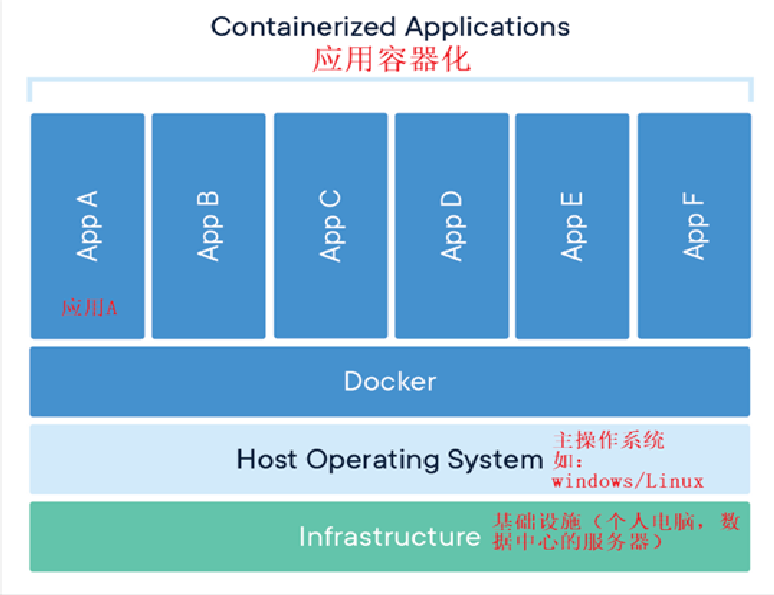 Containerized Applications
应用容器化
App A
App B
App C
App D
App E
App F
应用A
Docker
Host Operating System
主操作系统
如:
windows/Linux
Infrastructure
基础设施（个人电脑，数
据中心的服务器）